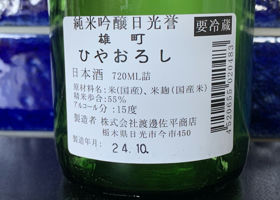 純米吟醸日光誉
要冷蔵
雄町
ひやおろし
日本酒 720ML詰
原材料名:米(国産)、米麹(国産米)
精米歩合:55%
アルコール分:15度
製造者 株式会社渡邊佐平商店
栃木県日光市今市450
製造年月: 24.10.
4520655020483